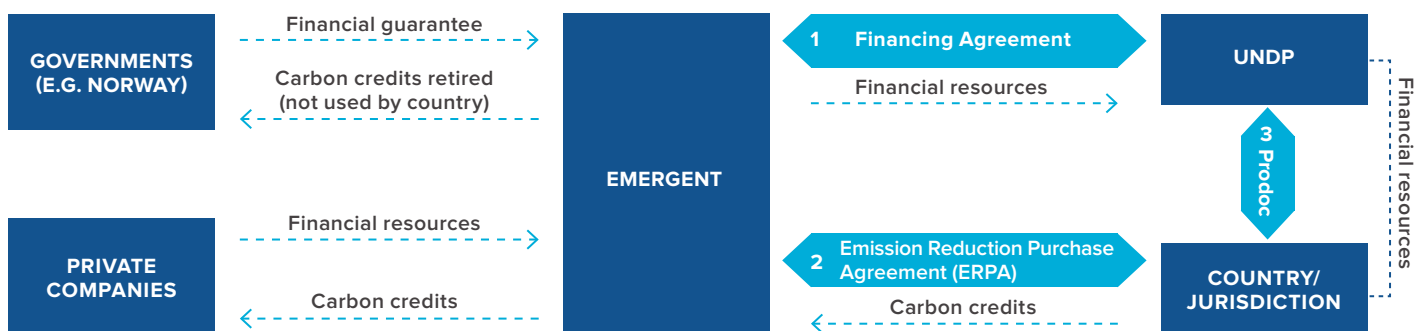 GOVERNMENTS
(E.G. NORWAY)
Financial guarantee
Carbon credits retired
(not used by country)
PRIVATE
COMPANIES
Financial resources
Carbon credits
EMERGENT
1 Financing Agreement
Financial resources
2 Emission Reduction Purchase
Agreement (ERPA)
Carbon credits
UNDP
3 Prodoc
COUNTRY/
JURISDICTION
Financial resources